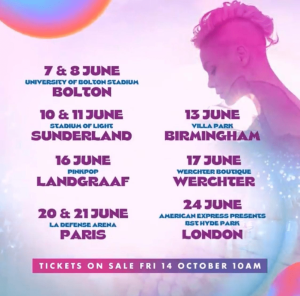 7 & 8 JUNE
UNIVERSITY OF BOLTON STADIUM
BOLTON
10 & 11 JUNE
STADIUM OF LIGHT
SUNDERLAND
13 JUNE
VILLA PARK
BIRMINGHAM
16 JUNE
PINKPOP
LANDGRAAF
17 JUNE
WERCHTER BOUTIQUE
WERCHTER
20 & 21 JUNE
LA DEFENSE ARENA
PARIS
24 JUNE
AMERICAN EXPRESS PRESENTS
BST HYDE PARK
LONDON
TICKETS ON SALE FRI 14 OCTOBER 10AM